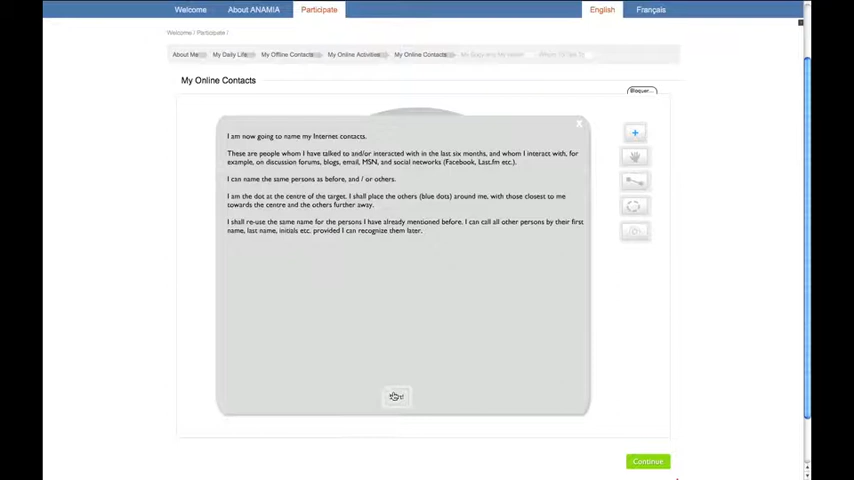 Welcome About ANAMIA Participate English Français
Welcome / Participate /
About Me My Daily Life My Offline Contacts My Online Activities My Online Contacts
My Online Contacts
Bloquer...
x
I am now going to name my Internet contacts.
These are people whom I have talked to and/or interacted with in the last six months, and whom I interact with, for
example, on discussion forums, blogs, email, MSN, and social networks (Facebook, Last.fm etc.).
I can name the same persons as before, and / or others.
I am the dot at the centre of the target. I shall place the others (blue dots) around me, with those closest to me
towards the centre and the others further away.
I shall re-use the same name for the persons I have already mentioned before. I can call all other persons by their first
name, last name, initials etc. provided I can recognize them later.
Continue